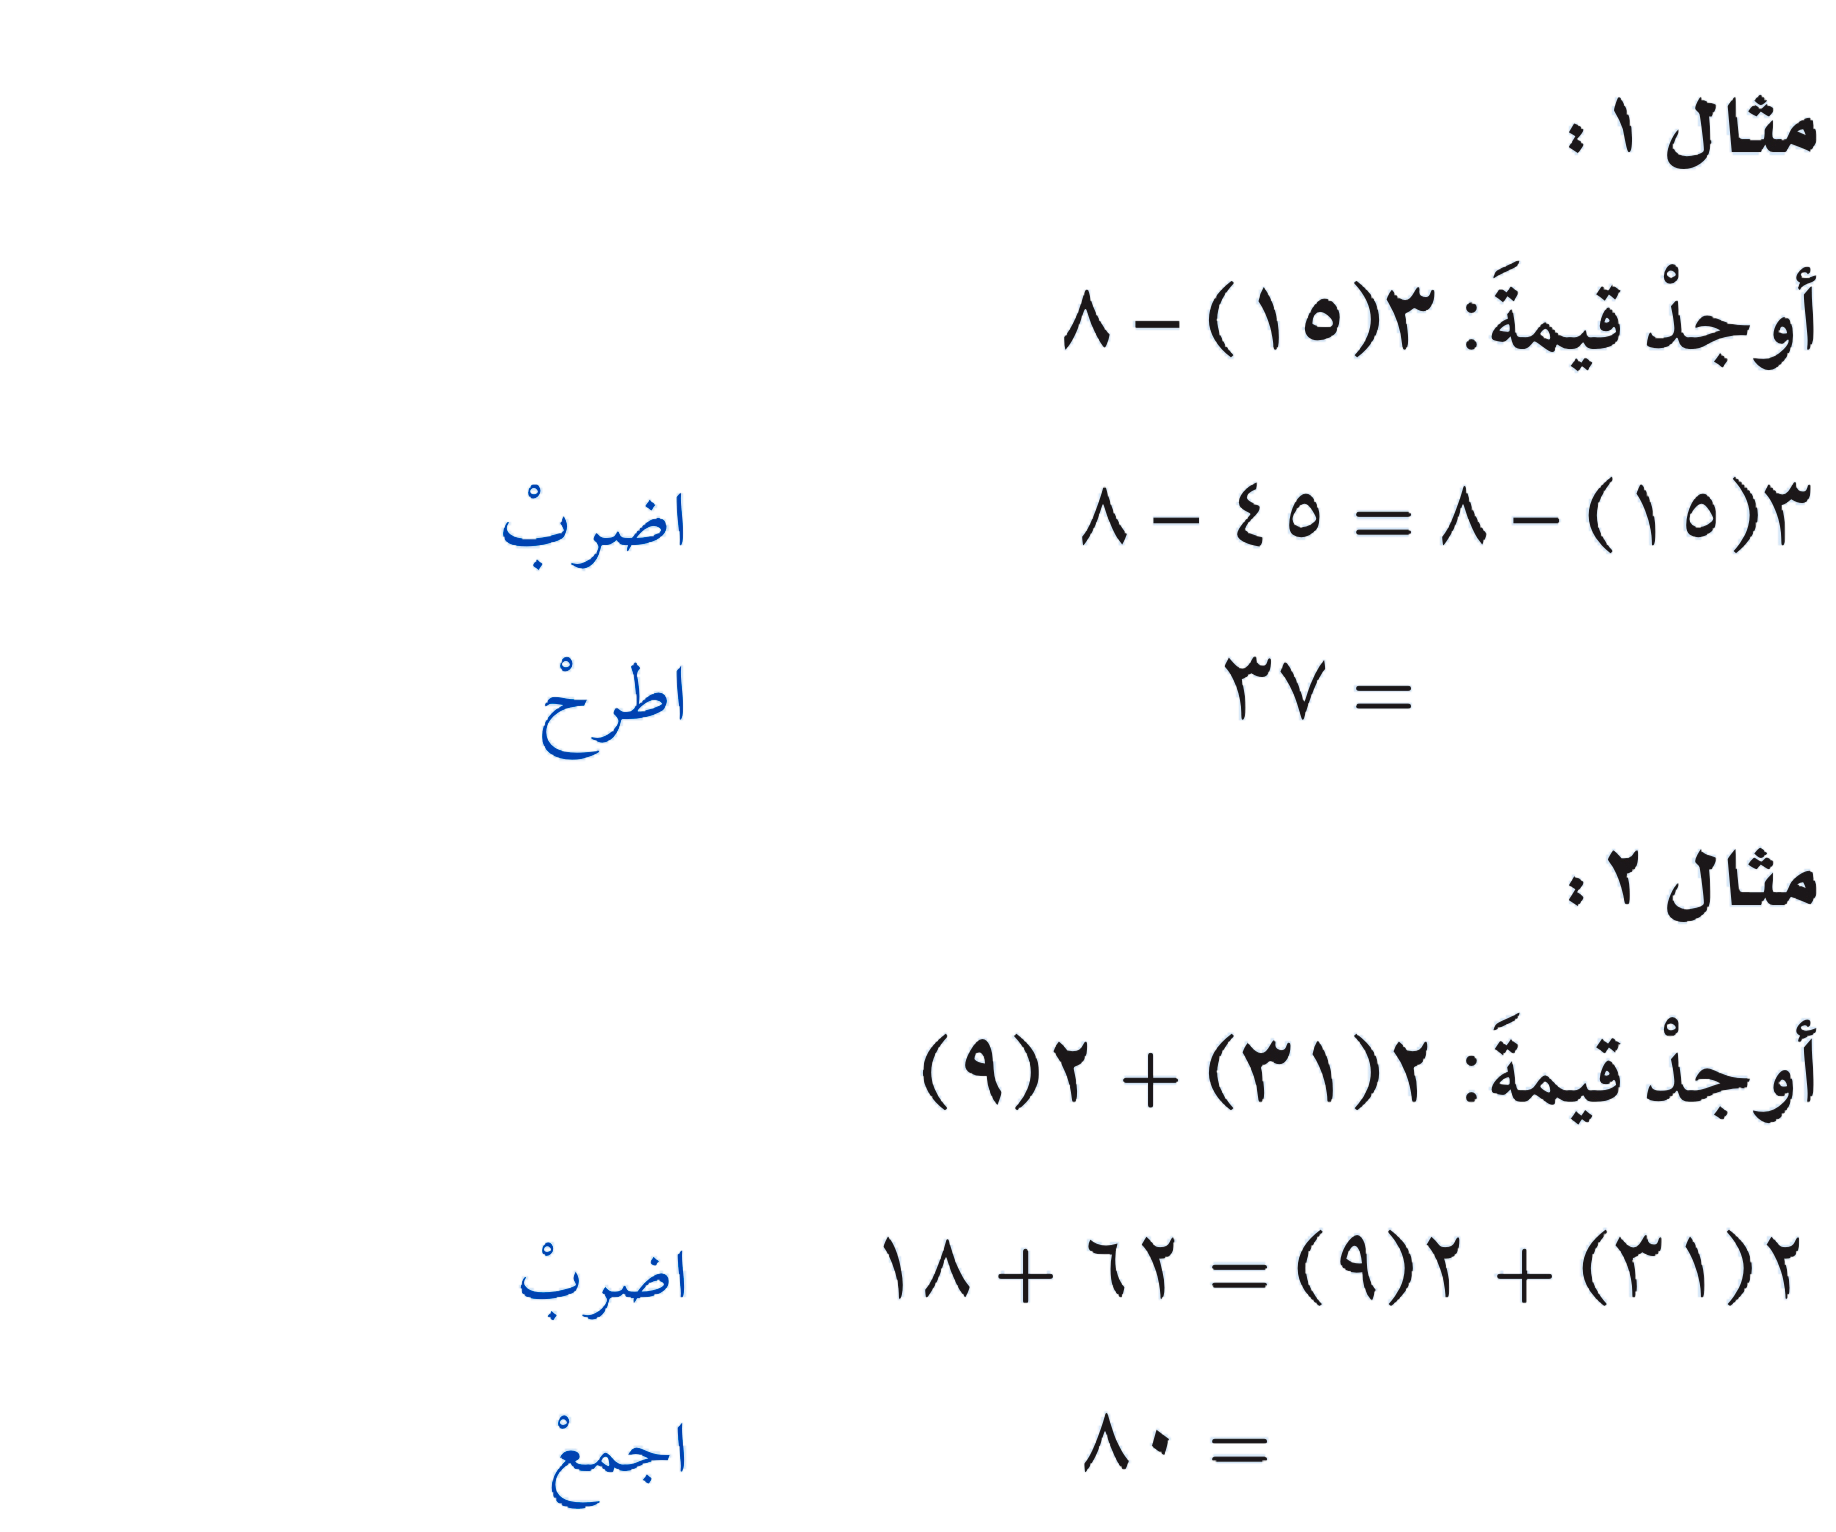 مثال ١ :
أوجدْ قيمةَ: ٣(١٥) – ٨
٣(١٥) – ٨ = ٤٥ – ٨ اضربْ
= ٣٧ اطرحْ
مثال ٢ :
أوجدْ قيمةَ: ٢(٣١) + ٢(٩)
٢(٣١) + ٢(٩) = ٦٢ + ١٨ اضربْ
= ٨٠ اجمعْ